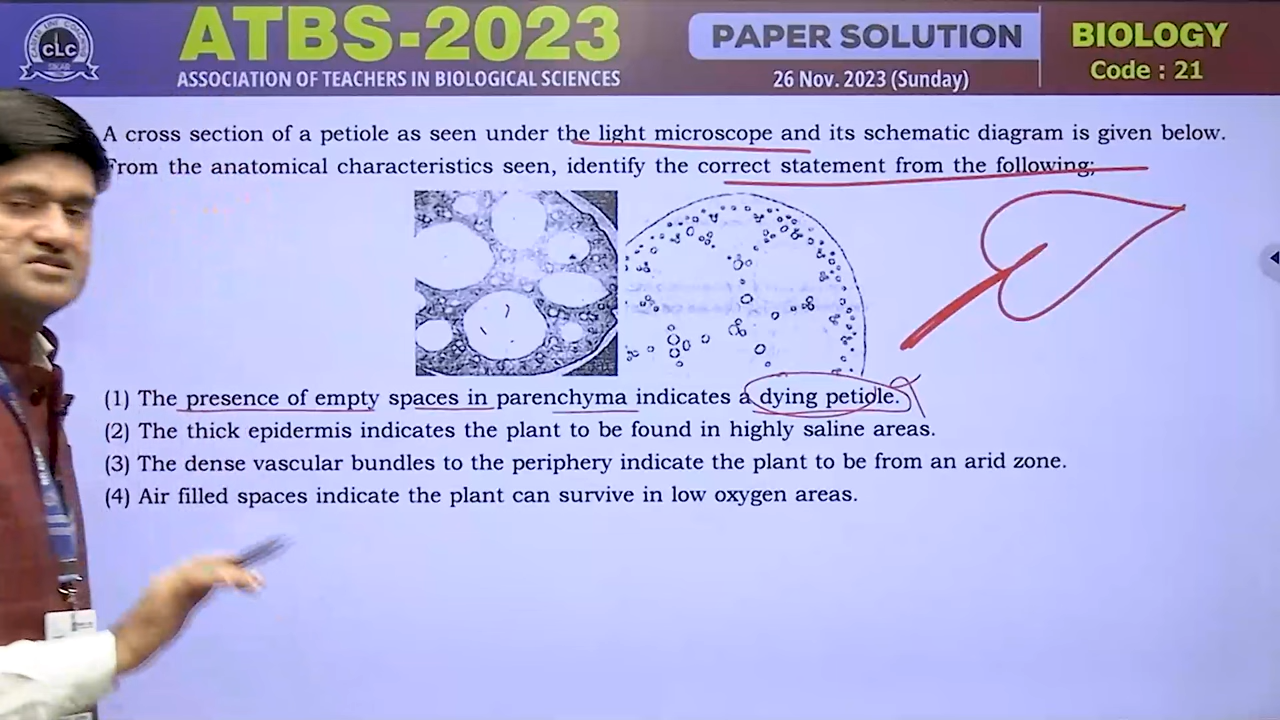 ATBS-2023
ASSOCIATION OF TEACHERS IN BIOLOGICAL SCIENCES
PAPER SOLUTION
26 Nov. 2023 (Sunday)
BIOLOGY
Code : 21
CLC
SIKAR
A cross section of a petiole as seen under the light microscope and its schematic diagram is given below.
From the anatomical characteristics seen, identify the correct statement from the following;
(1) The presence of empty spaces in parenchyma indicates a dying petiole.
(2) The thick epidermis indicates the plant to be found in highly saline areas.
(3) The dense vascular bundles to the periphery indicate the plant to be from an arid zone.
(4) Air filled spaces indicate the plant can survive in low oxygen areas.